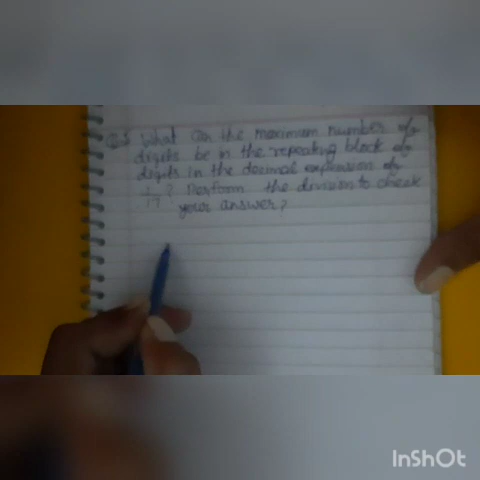 Q.5 What can the maximum number of
digits be in the repeating block of
digits in the decimal expansion of
1/17? Perform the division to check
your answer?
InShOt